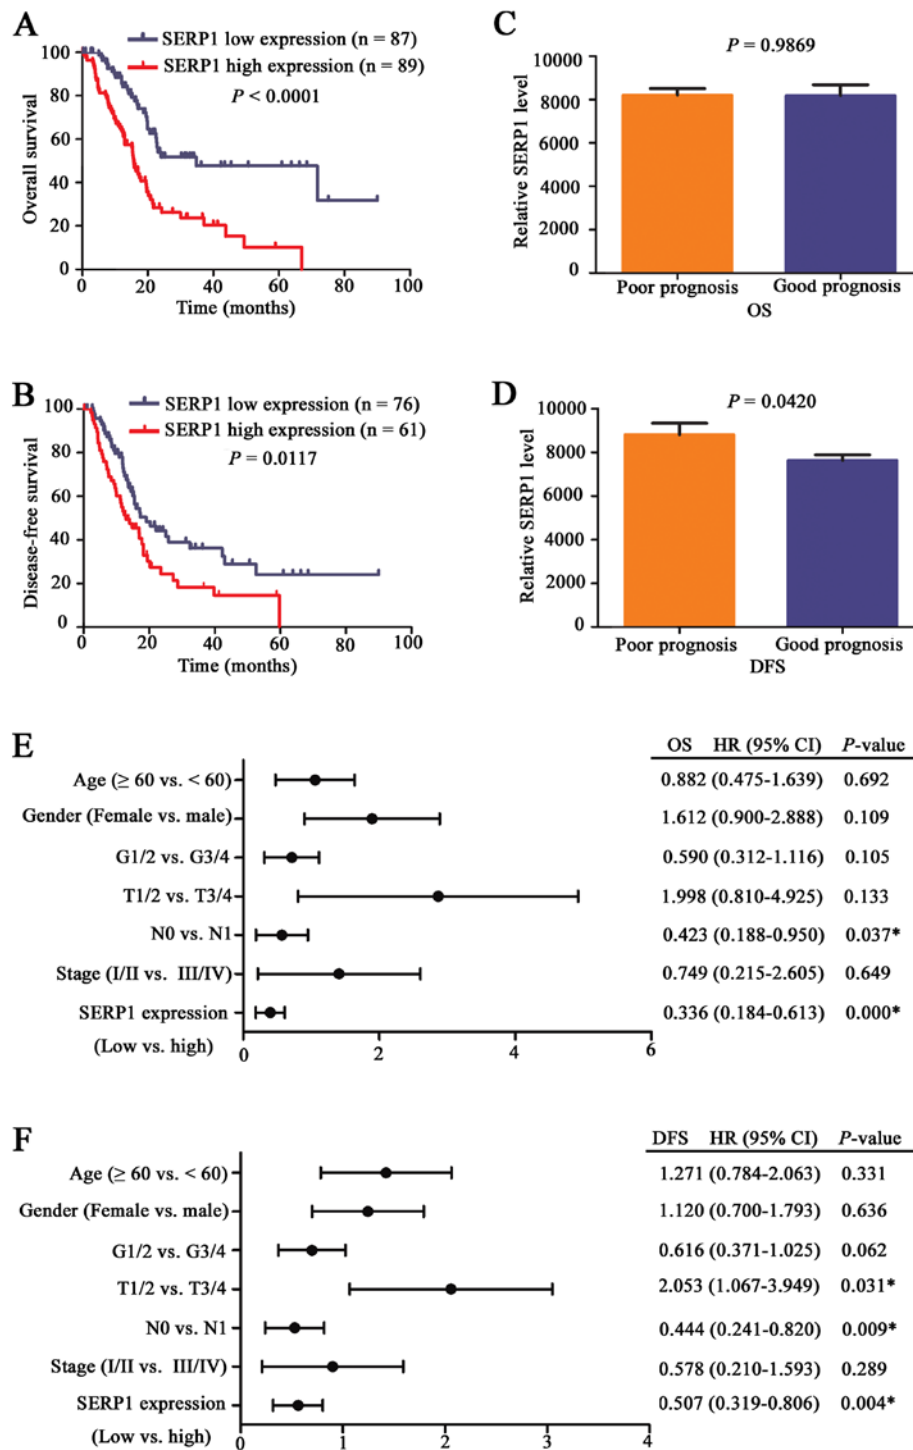 A
SERP1 low expression (n = 87)
SERP1 high expression (n = 89)
P < 0.0001
Overall survival
100
80
60
40
20
0
0 20 40 60 80 100
Time (months)
C
P = 0.9869
Relative SERP1 level
10000
8000
6000
4000
2000
0
Poor prognosis Good prognosis
OS
B
SERP1 low expression (n = 76)
SERP1 high expression (n = 61)
P = 0.0117
Disease-free survival
100
80
60
40
20
0
0 20 40 60 80 100
Time (months)
D
P = 0.0420
Relative SERP1 level
10000
8000
6000
4000
2000
0
Poor prognosis Good prognosis
DFS
E
OS HR (95% CI) P-value
Age (≥ 60 vs. < 60) 0.882 (0.475-1.639) 0.692
Gender (Female vs. male) 1.612 (0.900-2.888) 0.109
G1/2 vs. G3/4 0.590 (0.312-1.116) 0.105
T1/2 vs. T3/4 1.998 (0.810-4.925) 0.133
N0 vs. N1 0.423 (0.188-0.950) 0.037*
Stage (I/II vs. III/IV) 0.749 (0.215-2.605) 0.649
SERP1 expression 0.336 (0.184-0.613) 0.000*
(Low vs. high)
0 2 4 6
F
DFS HR (95% CI) P-value
Age (≥ 60 vs. < 60) 1.271 (0.784-2.063) 0.331
Gender (Female vs. male) 1.120 (0.700-1.793) 0.636
G1/2 vs. G3/4 0.616 (0.371-1.025) 0.062
T1/2 vs. T3/4 2.053 (1.067-3.949) 0.031*
N0 vs. N1 0.444 (0.241-0.820) 0.009*
Stage (I/II vs. III/IV) 0.578 (0.210-1.593) 0.289
SERP1 expression 0.507 (0.319-0.806) 0.004*
(Low vs. high)
0 1 2 3 4